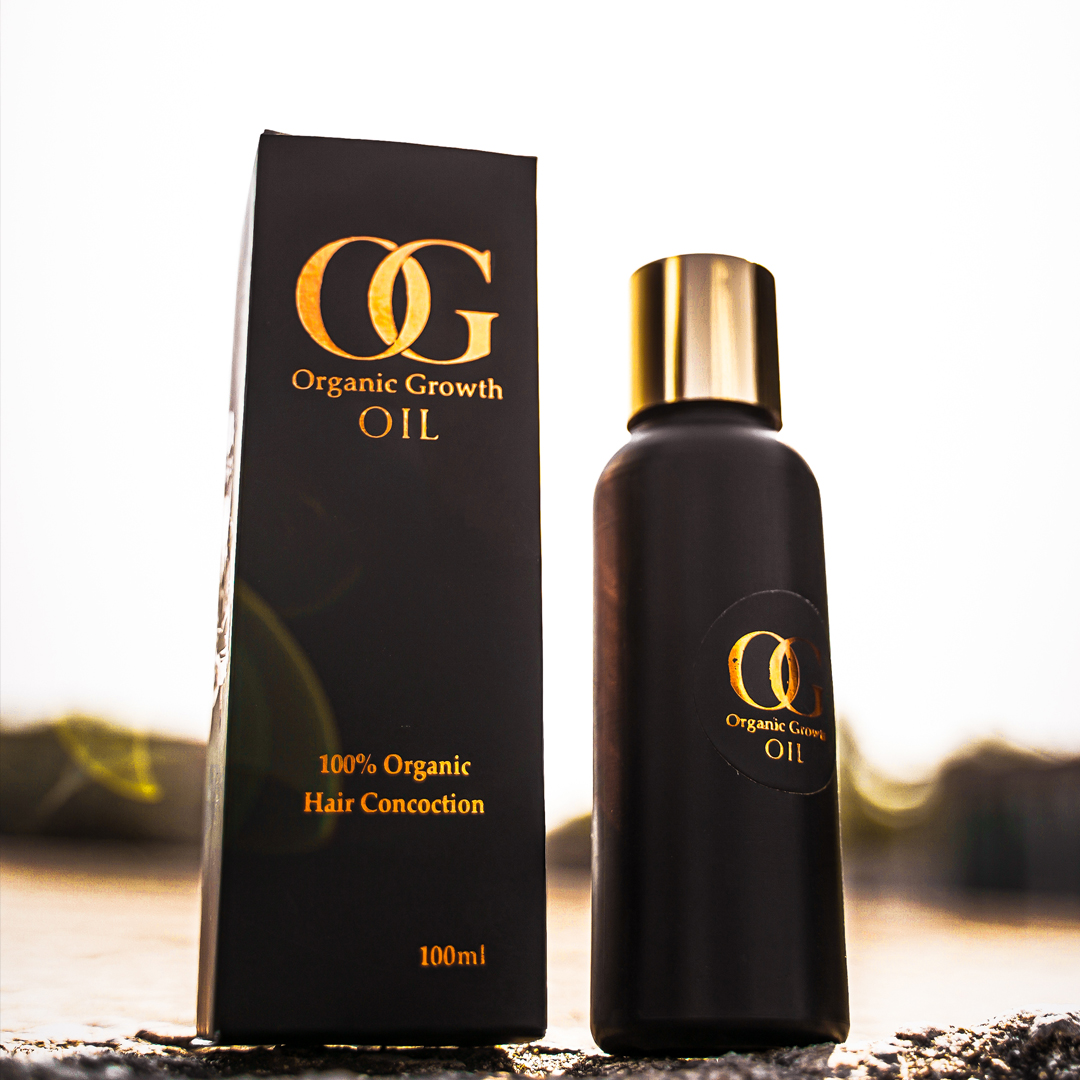 OG
Organic Growth
OIL
100% Organic
Hair Concoction
100ml
OG
Organic Growth
OIL